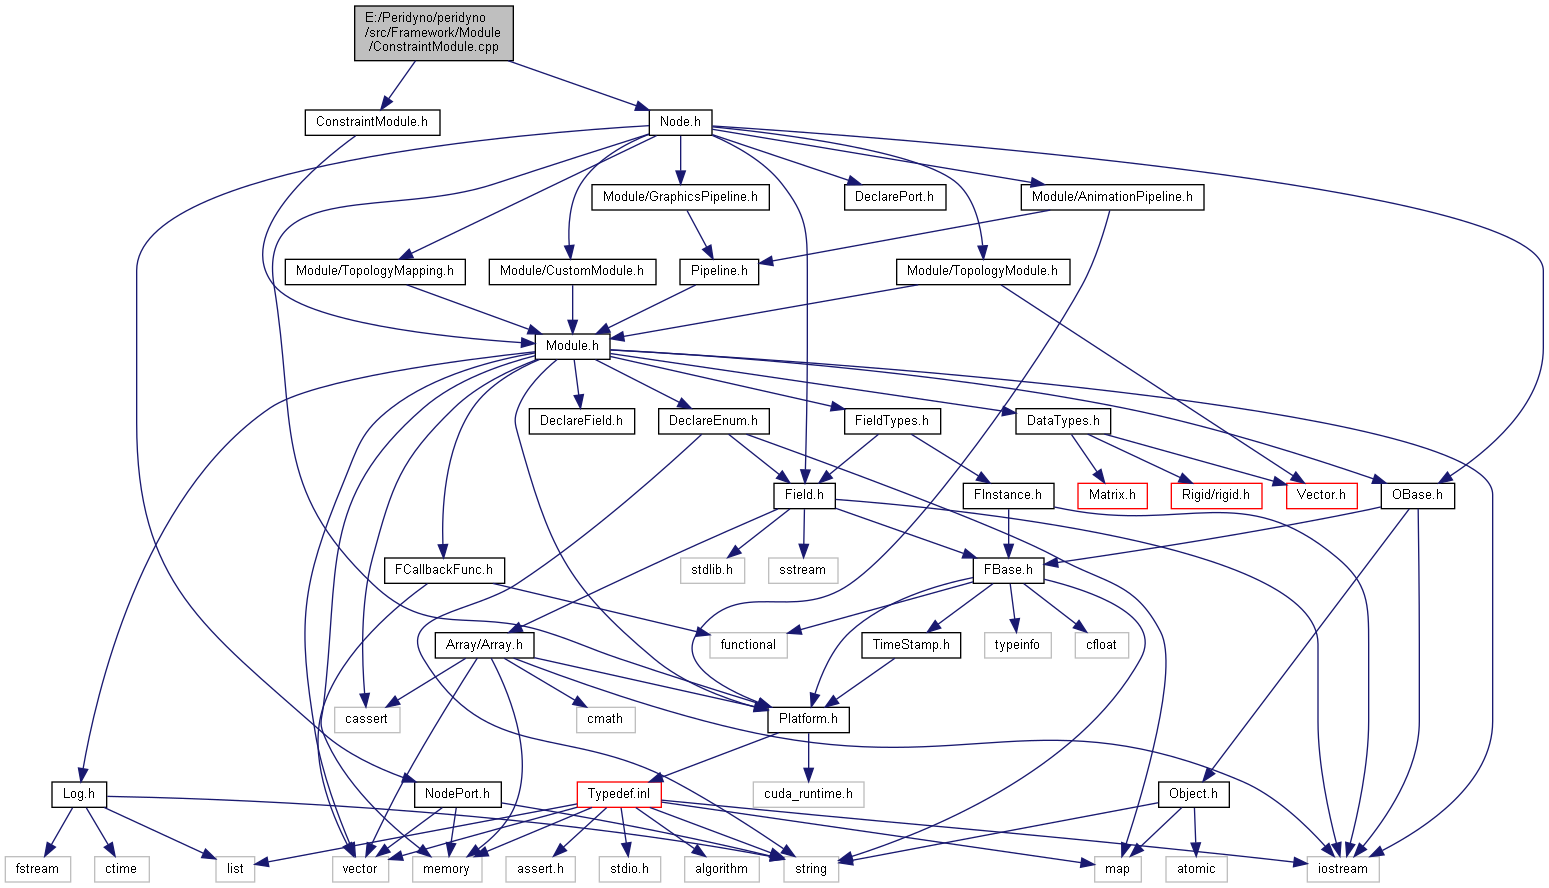 E:/Peridyno/peridyno
/src/Framework/Module
/ConstraintModule.cpp
ConstraintModule.h
Node.h
Module/GraphicsPipeline.h
DeclarePort.h
Module/AnimationPipeline.h
Module/TopologyMapping.h
Module/CustomModule.h
Pipeline.h
Module/TopologyModule.h
Module.h
DeclareField.h
DeclareEnum.h
FieldTypes.h
DataTypes.h
Field.h
FInstance.h
Matrix.h
Rigid/rigid.h
Vector.h
OBase.h
FCallbackFunc.h
stdlib.h
sstream
FBase.h
Array/Array.h
functional
TimeStamp.h
typeinfo
cfloat
cassert
cmath
Platform.h
Log.h
NodePort.h
Typedef.inl
cuda_runtime.h
Object.h
fstream
ctime
list
vector
memory
assert.h
stdio.h
algorithm
string
map
atomic
iostream